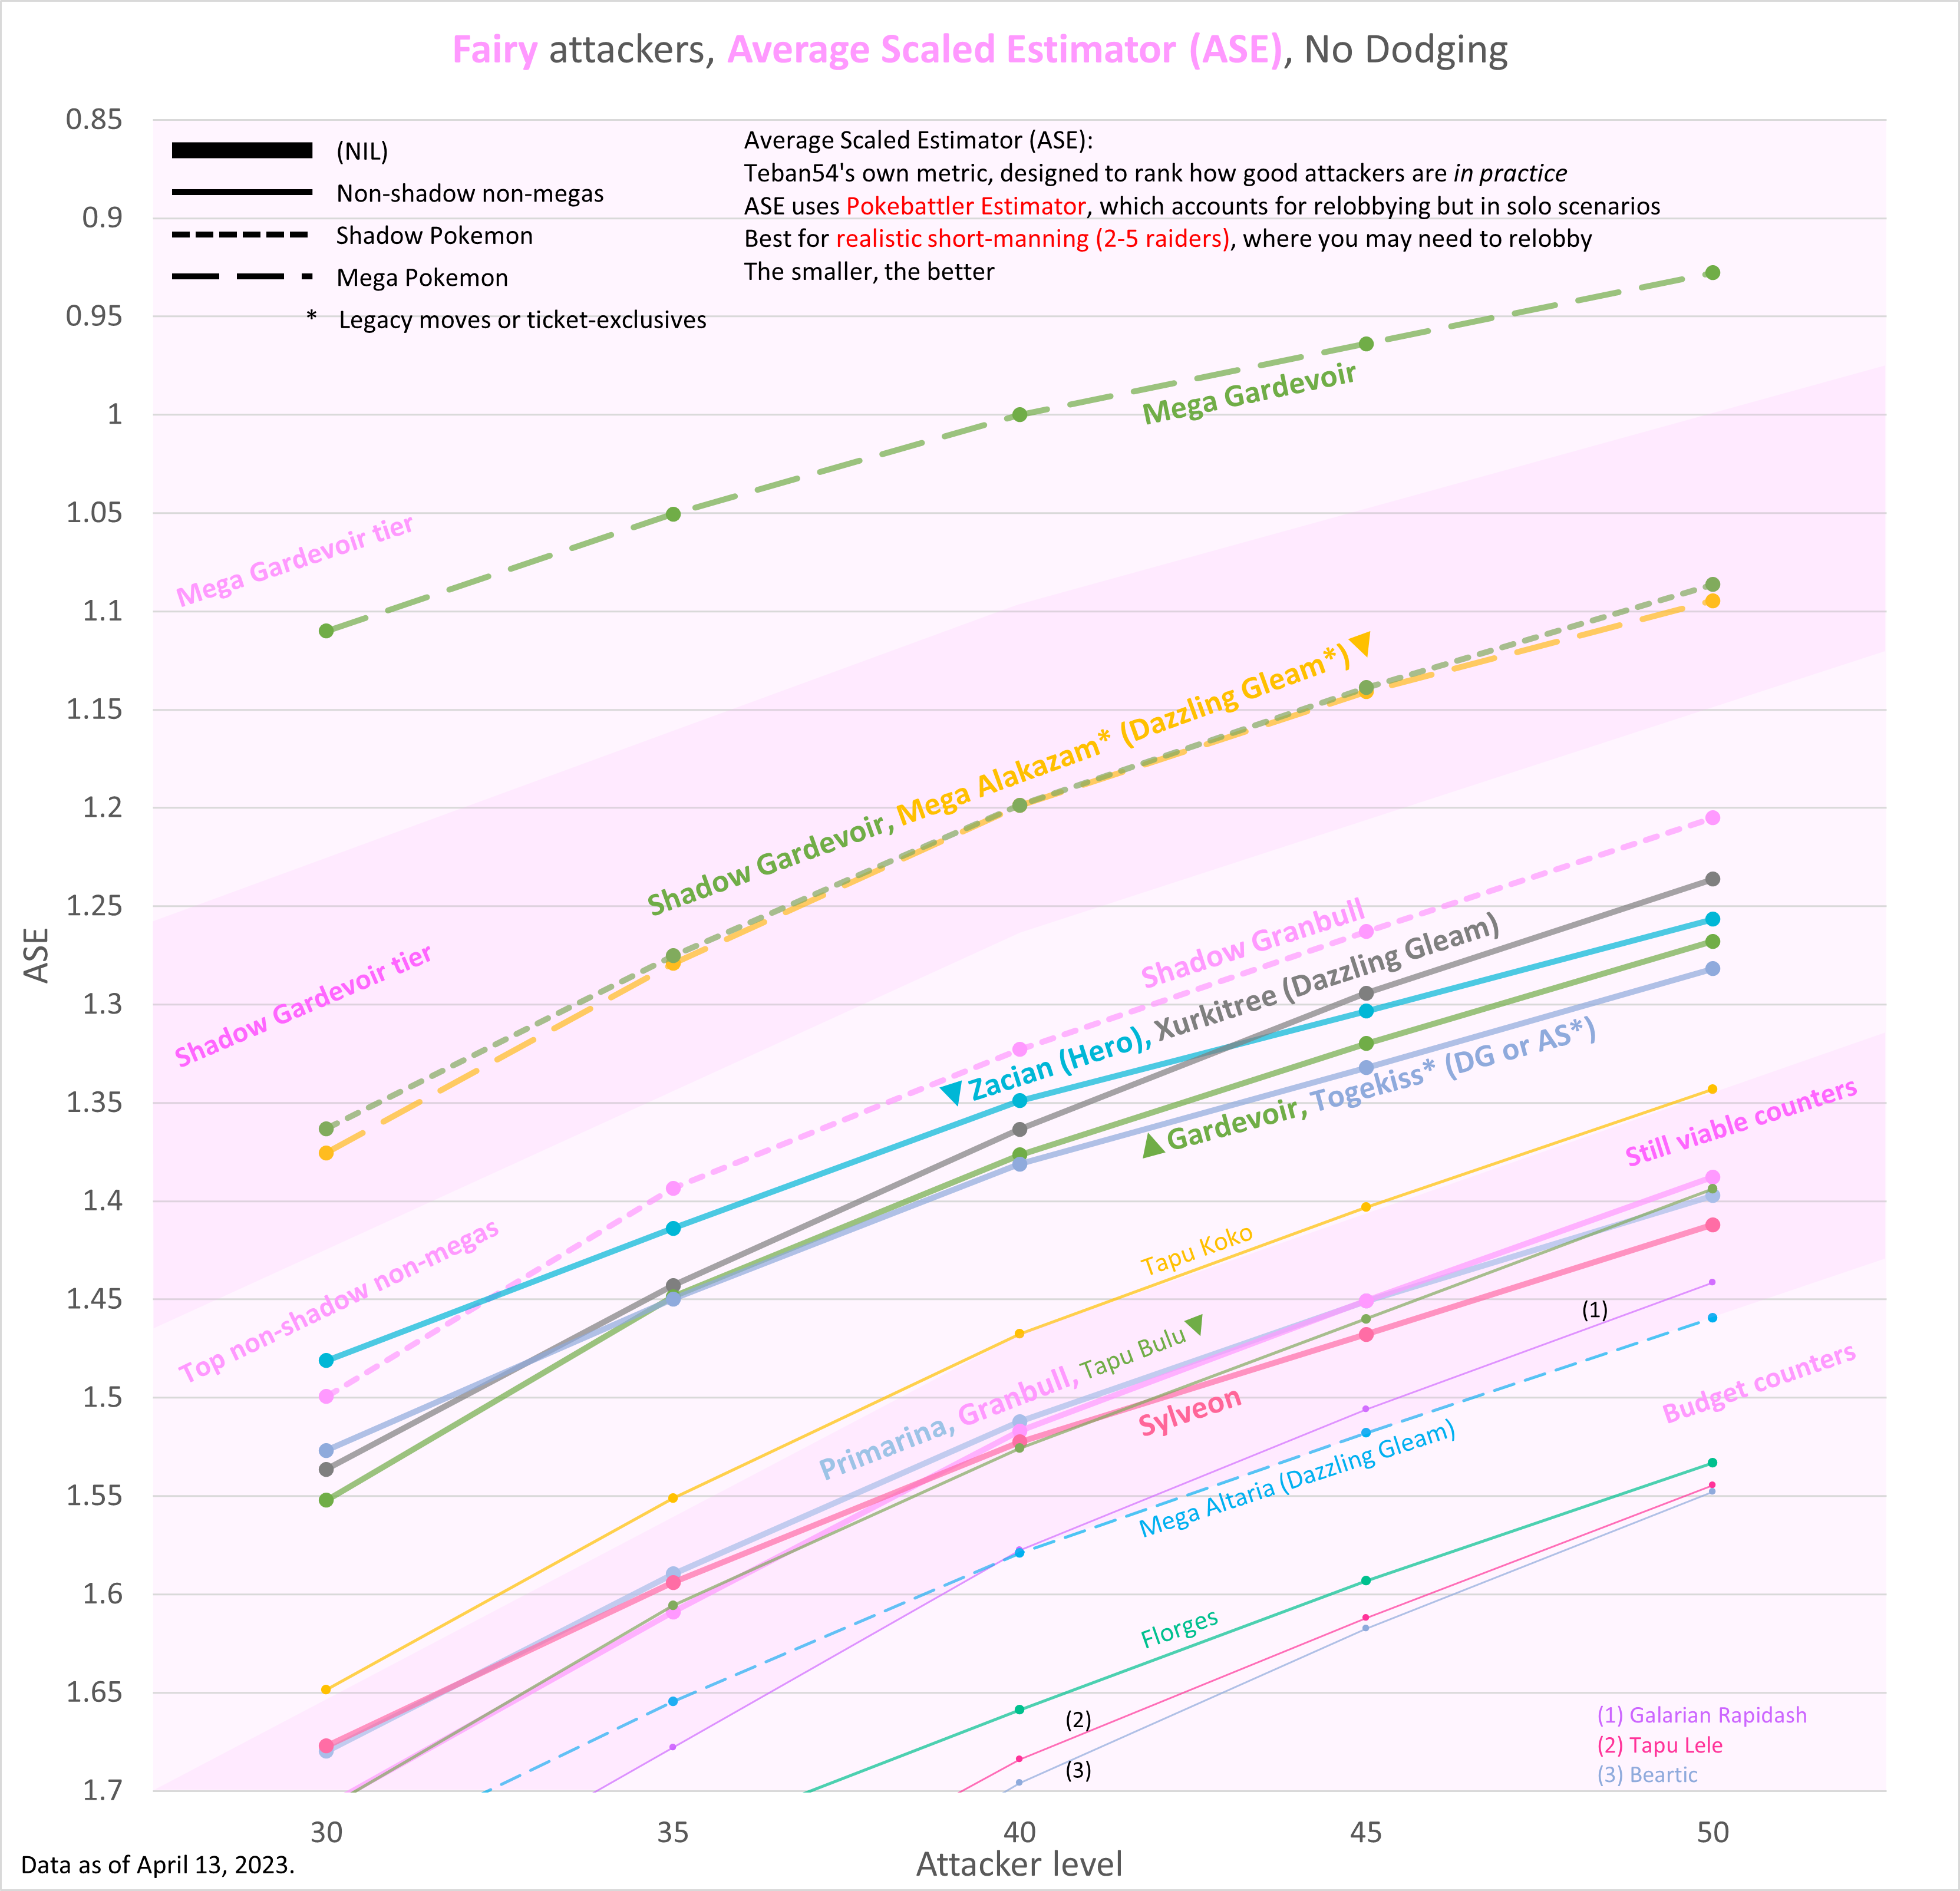 Fairy attackers, Average Scaled Estimator (ASE), No Dodging
0.85
0.9
0.95
1
1.05
1.1
1.15
1.2
1.25
1.3
1.35
1.4
1.45
1.5
1.55
1.6
1.65
1.7
ASE
(NIL)
Non-shadow non-megas
Shadow Pokemon
Mega Pokemon
* Legacy moves or ticket-exclusives
Average Scaled Estimator (ASE):
Teban54's own metric, designed to rank how good attackers are in practice
ASE uses Pokebattler Estimator, which accounts for relobbying but in solo scenarios
Best for realistic short-manning (2-5 raiders), where you may need to relobby
The smaller, the better
Mega Gardevoir
Mega Gardevoir tier
Shadow Gardevoir, Mega Alakazam* (Dazzling Gleam*)
Shadow Gardevoir tier
Shadow Granbull
Zacian (Hero), Xurkitree (Dazzling Gleam)
Gardevoir, Togekiss* (DG or AS*)
Top non-shadow non-megas
Still viable counters
Tapu Koko
Primarina, Granbull, Tapu Bulu
Sylveon
(1)
Mega Altaria (Dazzling Gleam)
Budget counters
Florges
(2)
(3)
(1) Galarian Rapidash
(2) Tapu Lele
(3) Beartic
30
35
40
45
50
Attacker level
Data as of April 13, 2023.